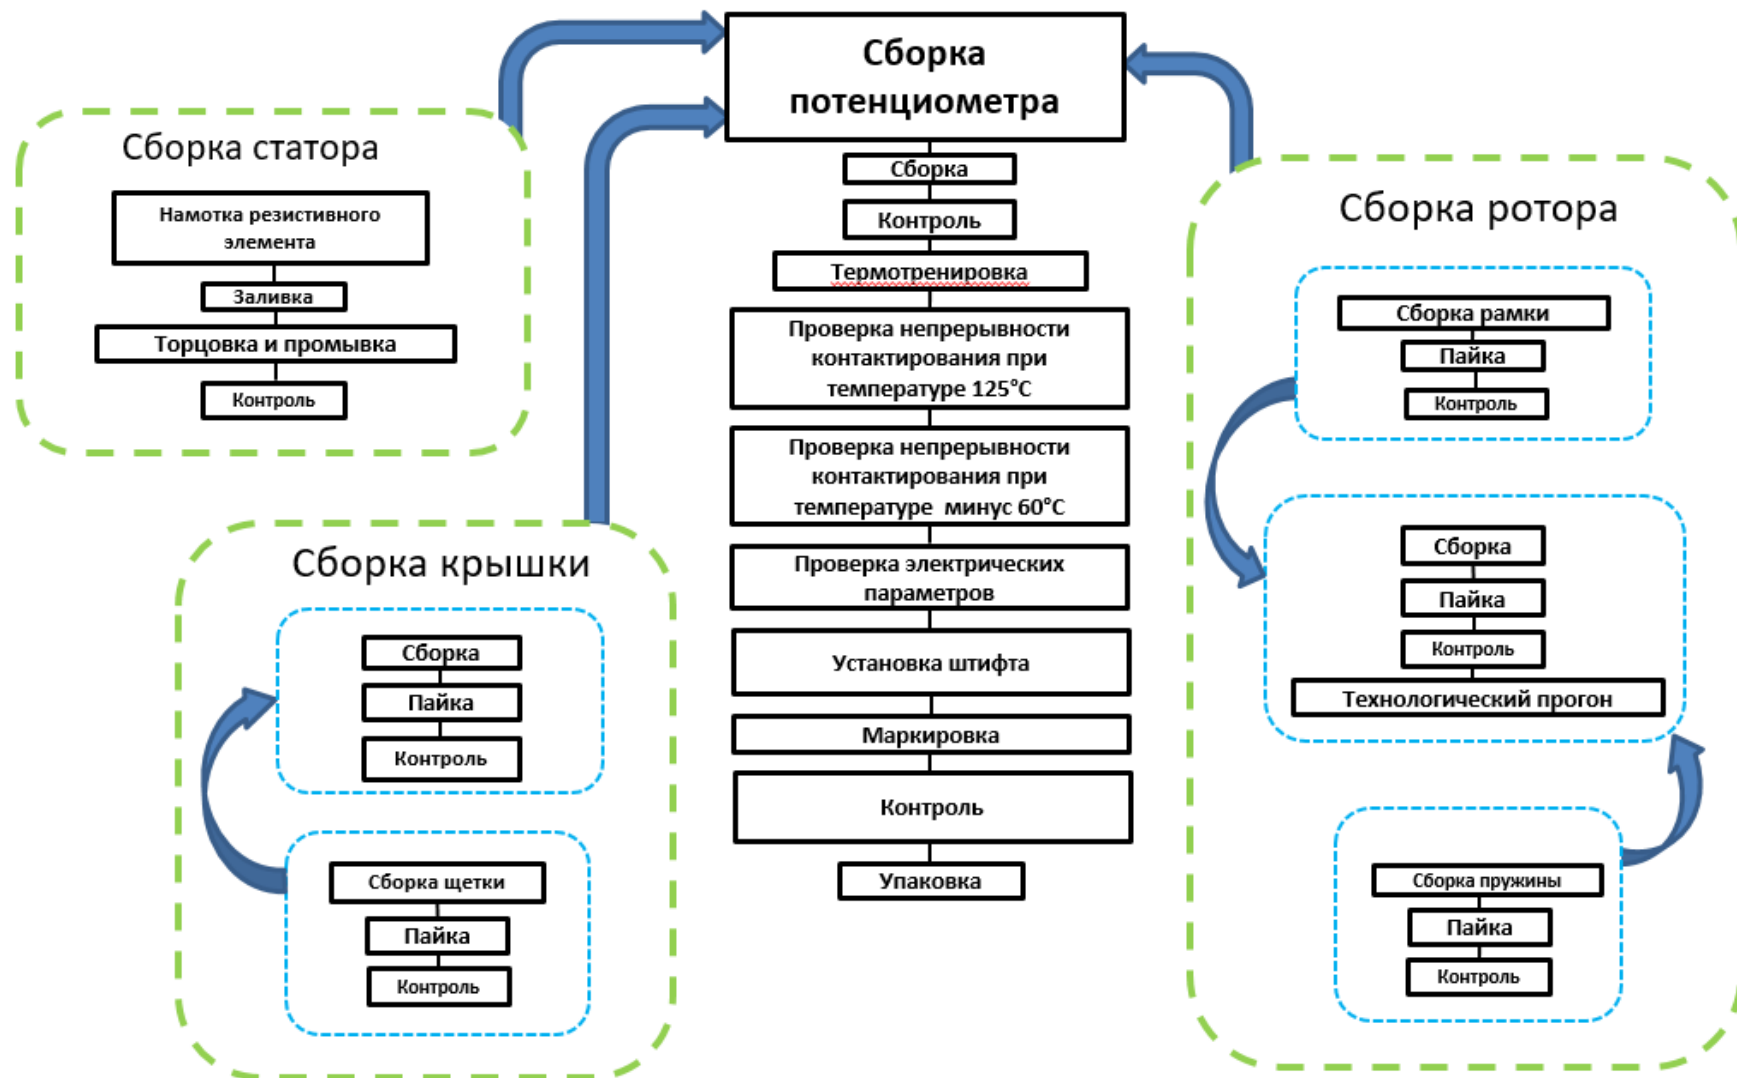 Сборка
потенциометра
Сборка
Контроль
Термотренировка
Проверка непрерывности
контактирования при
температуре 125°С
Проверка непрерывности
контактирования при
температуре минус 60°С
Проверка электрических
параметров
Установка штифта
Маркировка
Контроль
Упаковка
Сборка статора
Намотка резистивного
элемента
Заливка
Торцовка и промывка
Контроль
Сборка крышки
Сборка
Пайка
Контроль
Сборка щетки
Пайка
Контроль
Сборка ротора
Сборка рамки
Пайка
Контроль
Сборка
Пайка
Контроль
Технологический прогон
Сборка пружины
Пайка
Контроль